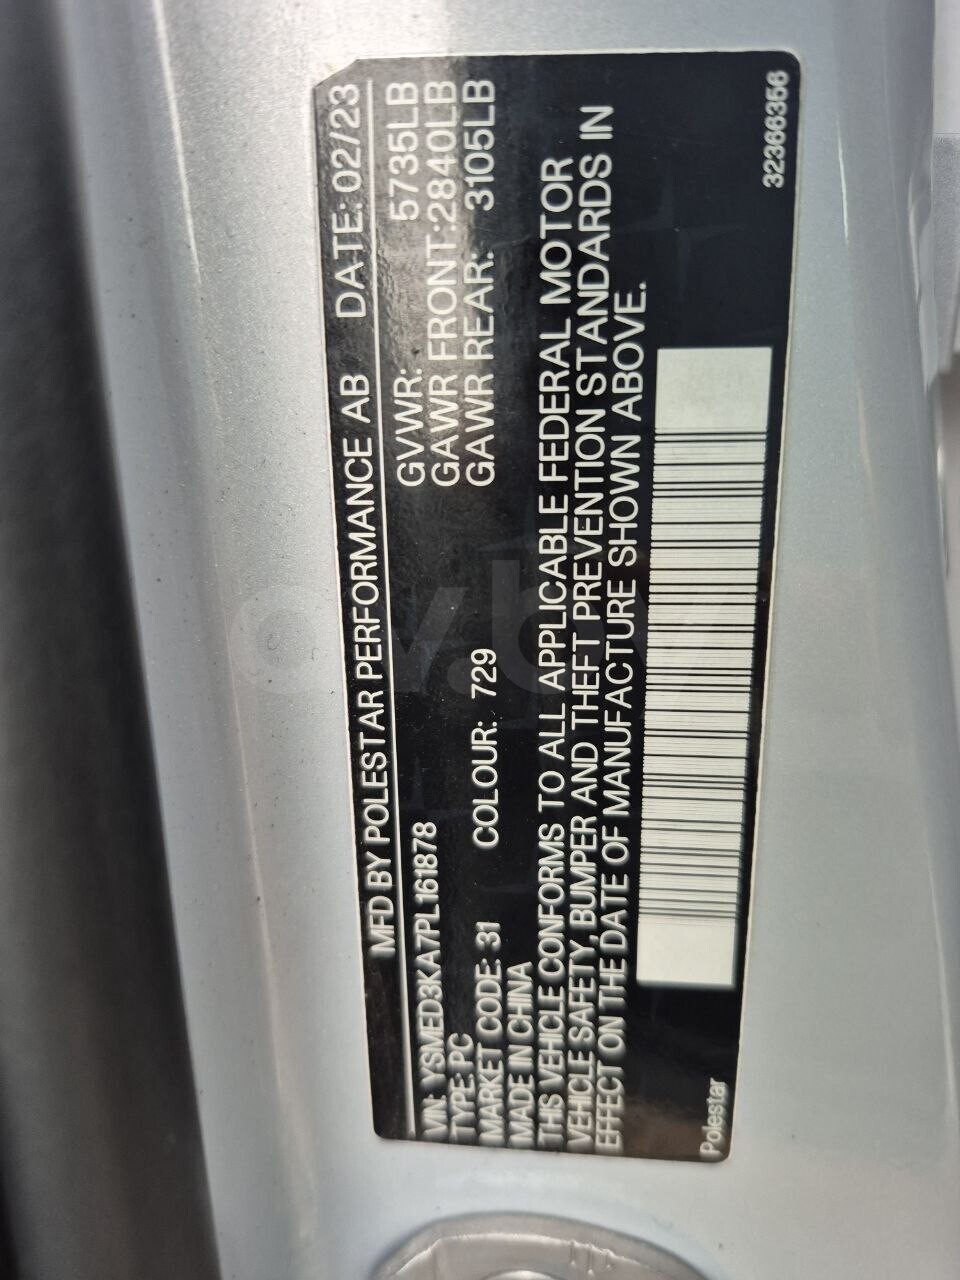 MFD BY POLESTAR PERFORMANCE AB DATE: 02/23
VIN: YSMED3KA7PL161878 GVWR: 5735LB
TYPE: PC GAWR FRONT:2840LB
MARKET CODE: 31 COLOUR: 729 GAWR REAR: 3105LB
MADE IN CHINA
THIS VEHICLE CONFORMS TO ALL APPLICABLE FEDERAL MOTOR
VEHICLE SAFETY, BUMPER AND THEFT PREVENTION STANDARDS IN
EFFECT ON THE DATE OF MANUFACTURE SHOWN ABOVE.
Polestar 32366356
av.by